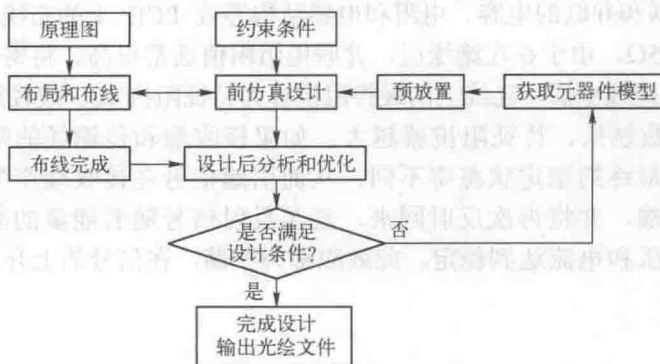 原理图
约束条件
布局和布线
前仿真设计
预放置
获取元器件模型
布线完成
设计后分析和优化
是否满足
设计条件?
否
是
完成设计
输出光绘文件